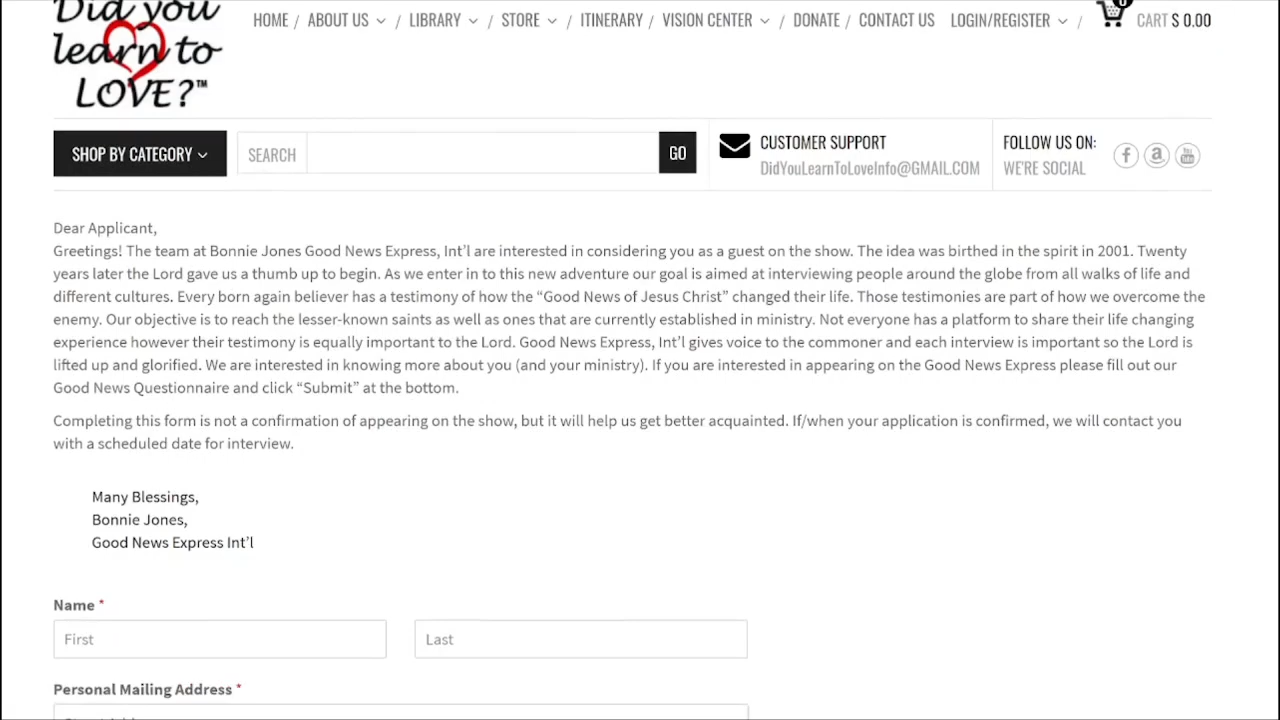 Did you
learn to
LOVE?™
HOME / ABOUT US / LIBRARY / STORE / ITINERARY / VISION CENTER / DONATE / CONTACT US LOGIN/REGISTER / 0 CART $ 0.00
SHOP BY CATEGORY
SEARCH
GO
CUSTOMER SUPPORT
DidYouLearnToLoveInfo@GMAIL.COM
FOLLOW US ON:
WE'RE SOCIAL
Dear Applicant,
Greetings! The team at Bonnie Jones Good News Express, Int’l are interested in considering you as a guest on the show. The idea was birthed in the spirit in 2001. Twenty
years later the Lord gave us a thumb up to begin. As we enter in to this new adventure our goal is aimed at interviewing people around the globe from all walks of life and
different cultures. Every born again believer has a testimony of how the “Good News of Jesus Christ” changed their life. Those testimonies are part of how we overcome the
enemy. Our objective is to reach the lesser-known saints as well as ones that are currently established in ministry. Not everyone has a platform to share their life changing
experience however their testimony is equally important to the Lord. Good News Express, Int’l gives voice to the commoner and each interview is important so the Lord is
lifted up and glorified. We are interested in knowing more about you (and your ministry). If you are interested in appearing on the Good News Express please fill out our
Good News Questionnaire and click “Submit” at the bottom.
Completing this form is not a confirmation of appearing on the show, but it will help us get better acquainted. If/when your application is confirmed, we will contact you
with a scheduled date for interview.
Many Blessings,
Bonnie Jones,
Good News Express Int’l
Name *
First
Last
Personal Mailing Address *